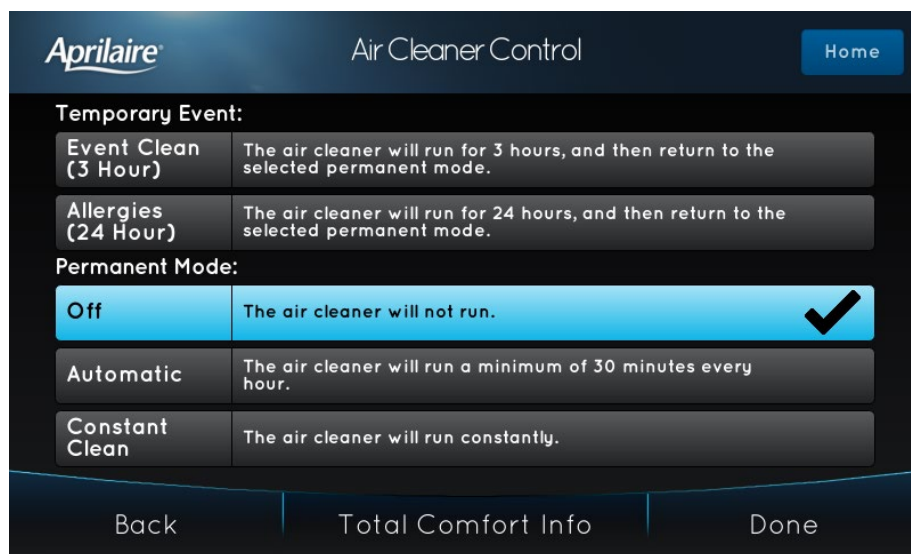 Aprilaire
Air Cleaner Control
Home
Temporary Event:
Event Clean
(3 Hour)
The air cleaner will run for 3 hours, and then return to the
selected permanent mode.
Allergies
(24 Hour)
The air cleaner will run for 24 hours, and then return to the
selected permanent mode.
Permanent Mode:
Off
The air cleaner will not run.
Automatic
The air cleaner will run a minimum of 30 minutes every
hour.
Constant
Clean
The air cleaner will run constantly.
Back
Total Comfort Info
Done